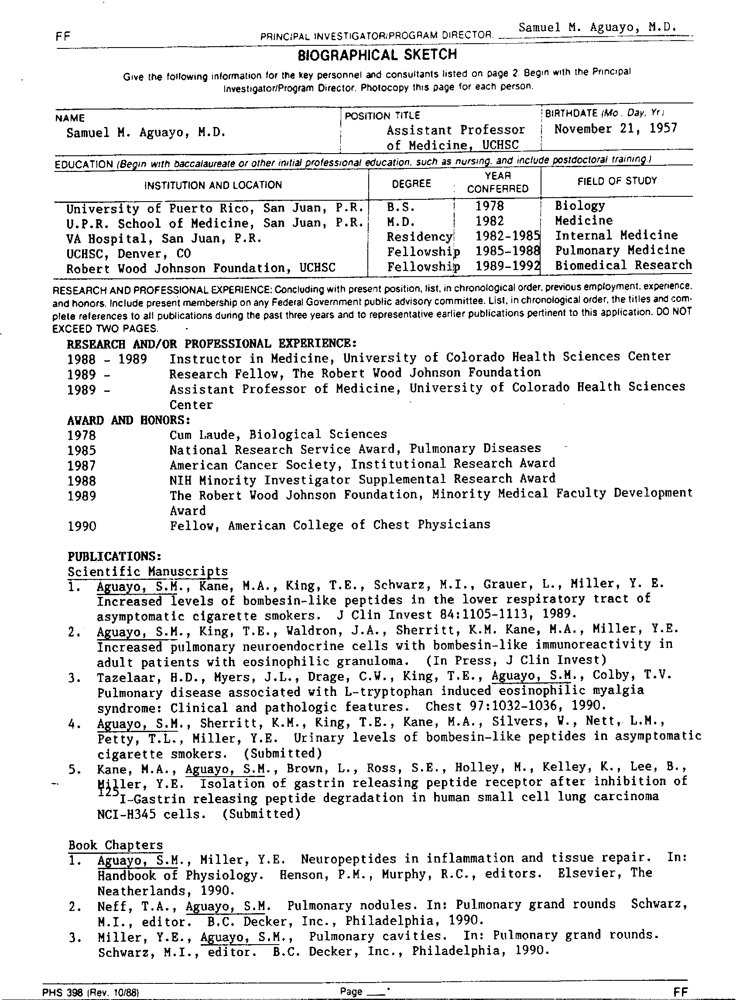 FF PRINCIPAL INVESTIGATOR/PROGRAM DIRECTOR. Samuel M. Aguayo, M.D.
BIOGRAPHICAL SKETCH
Give the following information for the key personnel and consultants listed on page 2. Begin with the Principal
Investigator/Program Director. Photocopy this page for each person.
NAME POSITION TITLE BIRTHDATE (Mo., Day, Yr.)
Samuel M. Aguayo, M.D. Assistant Professor November 21, 1957
of Medicine, UCHSC
EDUCATION (Begin with baccalaureate or other initial professional education, such as nursing, and include postdoctoral training.)
INSTITUTION AND LOCATION DEGREE YEAR CONFERRED FIELD OF STUDY
University of Puerto Rico, San Juan, P.R. B.S. 1978 Biology
U.P.R. School of Medicine, San Juan, P.R. M.D. 1982 Medicine
VA Hospital, San Juan, P.R. Residency 1982-1985 Internal Medicine
UCHSC, Denver, CO Fellowship 1985-1988 Pulmonary Medicine
Robert Wood Johnson Foundation, UCHSC Fellowship 1989-1992 Biomedical Research
RESEARCH AND PROFESSIONAL EXPERIENCE: Concluding with present position, list, in chronological order, previous employment, experience,
and honors. Include present membership on any Federal Government public advisory committee. List, in chronological order, the titles and com-
plete references to all publications during the past three years and to representative earlier publications pertinent to this application. DO NOT
EXCEED TWO PAGES.
RESEARCH AND/OR PROFESSIONAL EXPERIENCE:
1988 - 1989 Instructor in Medicine, University of Colorado Health Sciences Center
1989 - Research Fellow, The Robert Wood Johnson Foundation
1989 - Assistant Professor of Medicine, University of Colorado Health Sciences
Center
AWARD AND HONORS:
1978 Cum Laude, Biological Sciences
1985 National Research Service Award, Pulmonary Diseases
1987 American Cancer Society, Institutional Research Award
1988 NIH Minority Investigator Supplemental Research Award
1989 The Robert Wood Johnson Foundation, Minority Medical Faculty Development
Award
1990 Fellow, American College of Chest Physicians
PUBLICATIONS:
Scientific Manuscripts
1. Aguayo, S.M., Kane, M.A., King, T.E., Schwarz, M.I., Grauer, L., Miller, Y. E.
Increased levels of bombesin-like peptides in the lower respiratory tract of
asymptomatic cigarette smokers. J Clin Invest 84:1105-1113, 1989.
2. Aguayo, S.M., King, T.E., Waldron, J.A., Sherritt, K.M. Kane, M.A., Miller, Y.E.
Increased pulmonary neuroendocrine cells with bombesin-like immunoreactivity in
adult patients with eosinophilic granuloma. (In Press, J Clin Invest)
3. Tazelaar, H.D., Myers, J.L., Drage, C.W., King, T.E., Aguayo, S.M., Colby, T.V.
Pulmonary disease associated with L-tryptophan induced eosinophilic myalgia
syndrome: Clinical and pathologic features. Chest 97:1032-1036, 1990.
4. Aguayo, S.M., Sherritt, K.M., King, T.E., Kane, M.A., Silvers, W., Nett, L.M.,
Petty, T.L., Miller, Y.E. Urinary levels of bombesin-like peptides in asymptomatic
cigarette smokers. (Submitted)
5. Kane, M.A., Aguayo, S.M., Brown, L., Ross, S.E., Holley, M., Kelley, K., Lee, B.,
Miller, Y.E. Isolation of gastrin releasing peptide receptor after inhibition of
125I-Gastrin releasing peptide degradation in human small cell lung carcinoma
NCI-H345 cells. (Submitted)
Book Chapters
1. Aguayo, S.M., Miller, Y.E. Neuropeptides in inflammation and tissue repair. In:
Handbook of Physiology. Henson, P.M., Murphy, R.C., editors. Elsevier, The
Neatherlands, 1990.
2. Neff, T.A., Aguayo, S.M. Pulmonary nodules. In: Pulmonary grand rounds Schwarz,
M.I., editor. B.C. Decker, Inc., Philadelphia, 1990.
3. Miller, Y.E., Aguayo, S.M., Pulmonary cavities. In: Pulmonary grand rounds.
Schwarz, M.I., editor. B.C. Decker, Inc., Philadelphia, 1990.
PHS 398 (Rev. 10/88) Page ___* FF